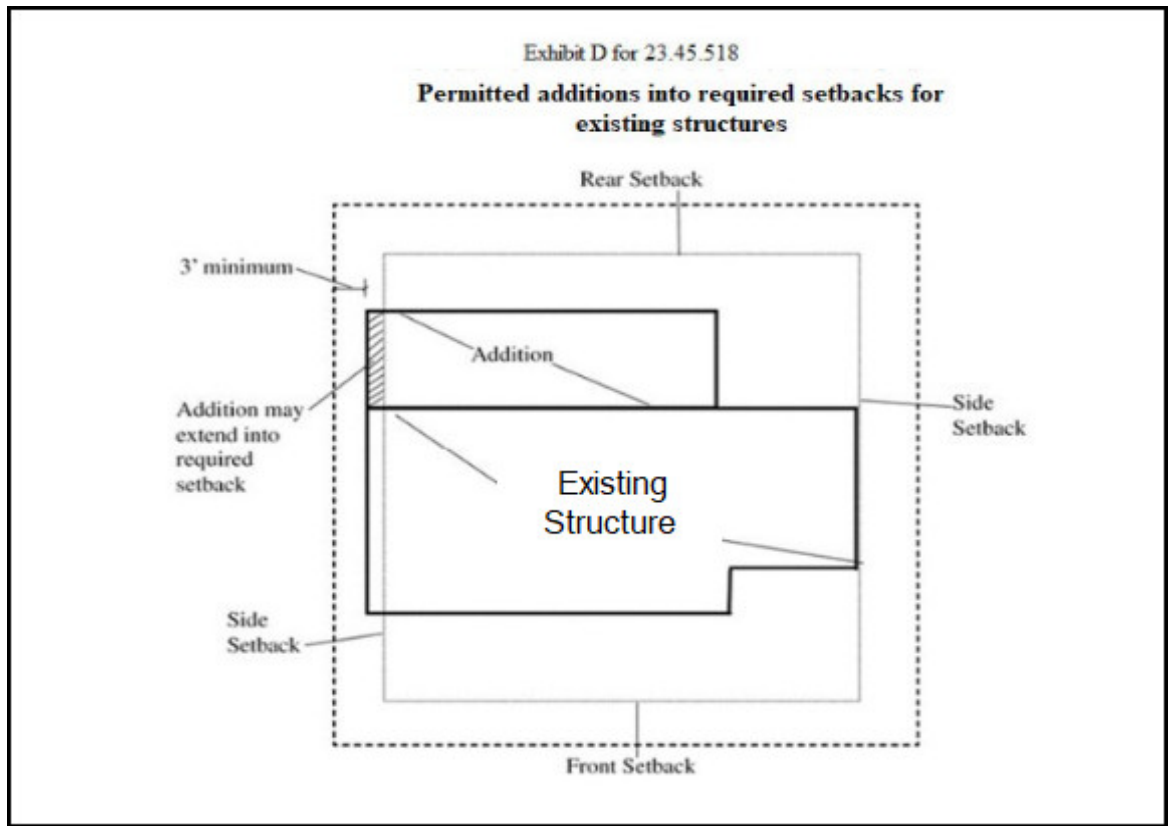 Exhibit D for 23.45.518
Permitted additions into required setbacks for
existing structures
Rear Setback
3' minimum
Addition
Addition may
extend into
required
setback
Side
Setback
Existing
Structure
Side
Setback
Front Setback